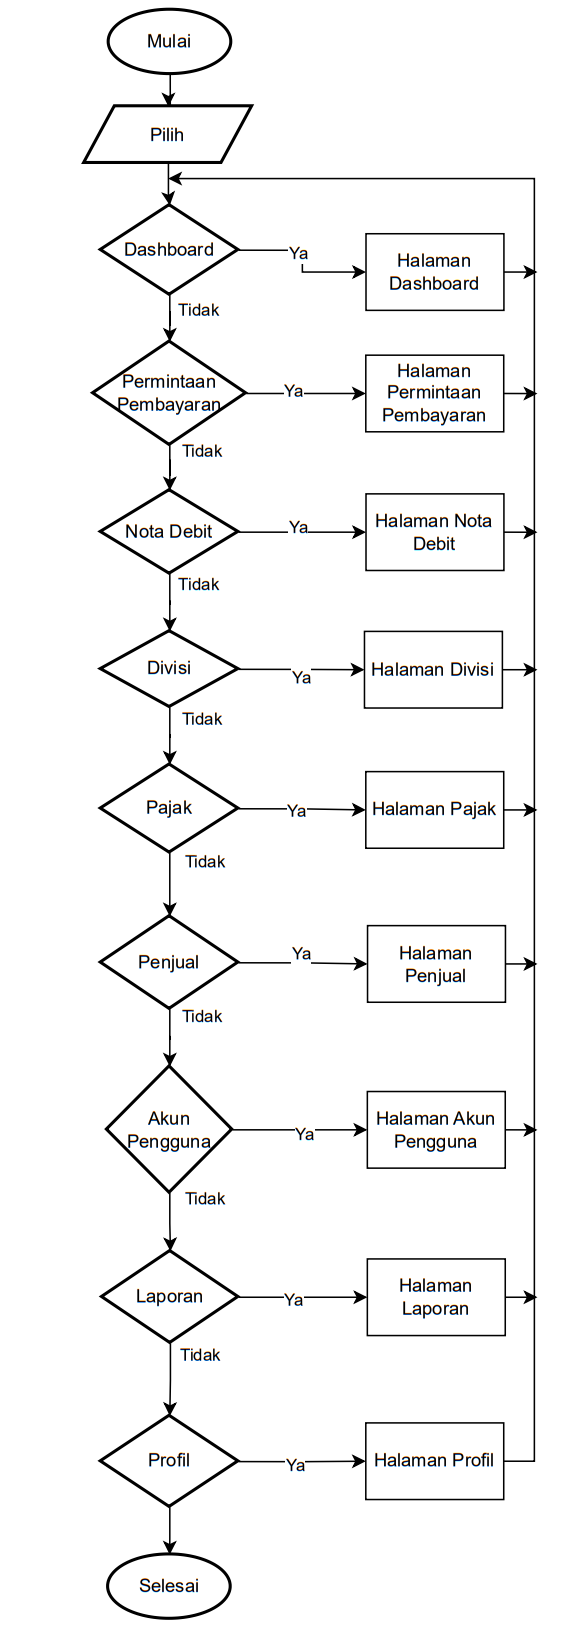 Mulai
Pilih
Dashboard
Ya
Halaman
Dashboard
Tidak
Permintaan
Pembayaran
Ya
Halaman
Permintaan
Pembayaran
Tidak
Nota Debit
Ya
Halaman Nota
Debit
Tidak
Divisi
Ya
Halaman Divisi
Tidak
Pajak
Ya
Halaman Pajak
Tidak
Penjual
Ya
Halaman
Penjual
Tidak
Akun
Pengguna
Ya
Halaman Akun
Pengguna
Tidak
Laporan
Ya
Halaman
Laporan
Tidak
Profil
Ya
Halaman Profil
Selesai